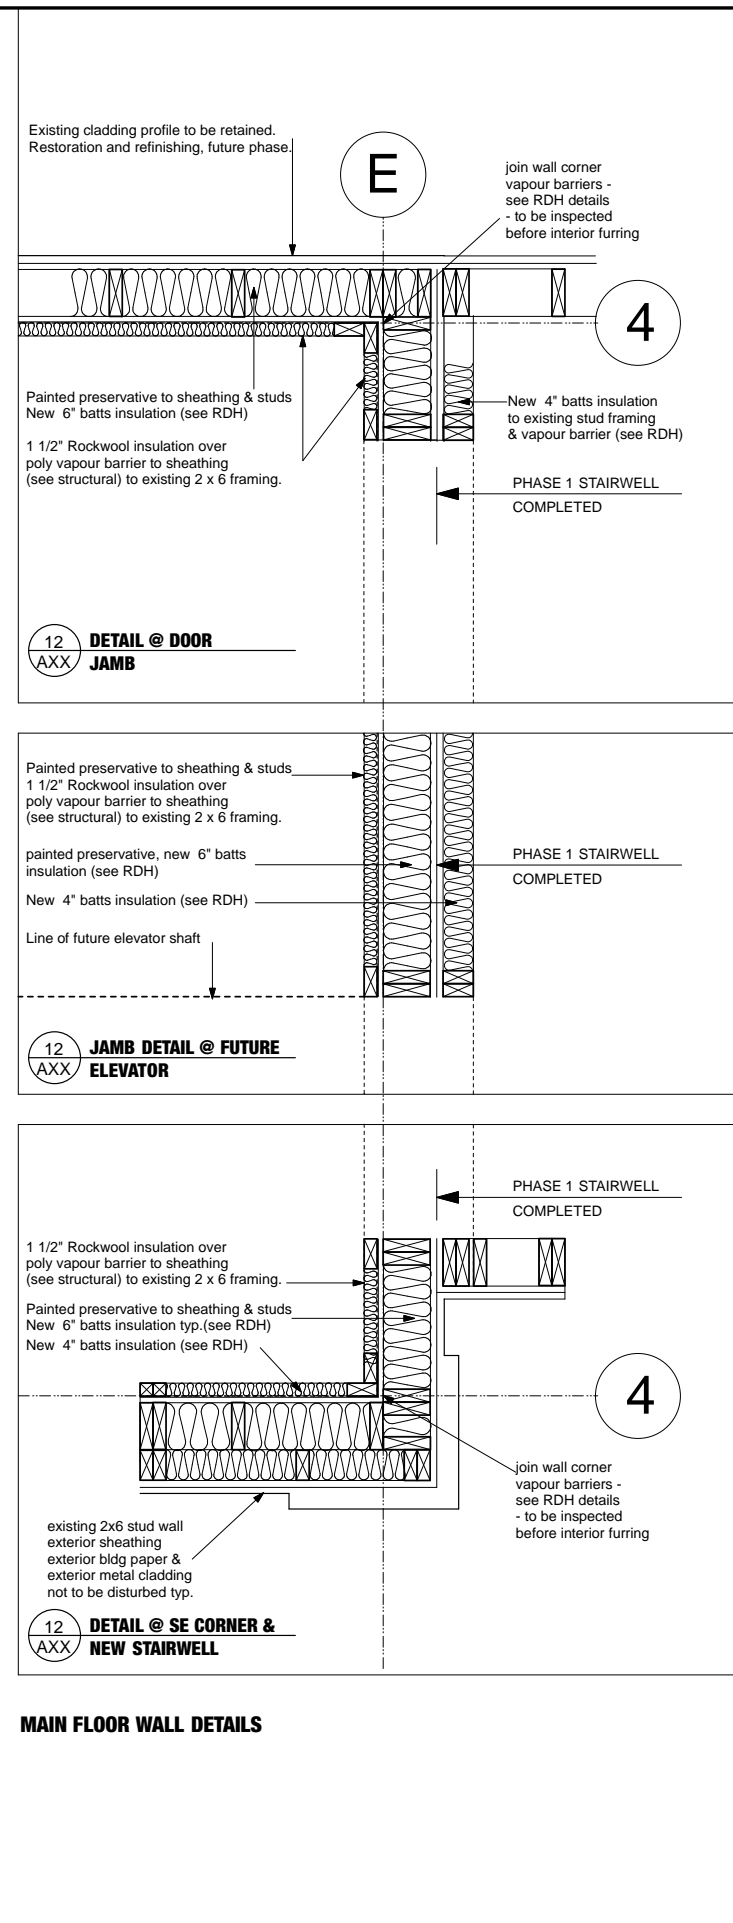 Existing cladding profile to be retained.
Restoration and refinishing, future phase.
E
join wall corner
vapour barriers -
see RDH details
- to be inspected
before interior furring
4
Painted preservative to sheathing & studs
New 6" batts insulation (see RDH)
1 1/2" Rockwool insulation over
poly vapour barrier to sheathing
(see structural) to existing 2 x 6 framing.
New 4" batts insulation
to existing stud framing
& vapour barrier (see RDH)
PHASE 1 STAIRWELL
COMPLETED
12
AXX
DETAIL @ DOOR
JAMB
Painted preservative to sheathing & studs
1 1/2" Rockwool insulation over
poly vapour barrier to sheathing
(see structural) to existing 2 x 6 framing.
painted preservative, new 6" batts
insulation (see RDH)
New 4" batts insulation (see RDH)
Line of future elevator shaft
PHASE 1 STAIRWELL
COMPLETED
12
AXX
JAMB DETAIL @ FUTURE
ELEVATOR
PHASE 1 STAIRWELL
COMPLETED
1 1/2" Rockwool insulation over
poly vapour barrier to sheathing
(see structural) to existing 2 x 6 framing.
Painted preservative to sheathing & studs
New 6" batts insulation typ.(see RDH)
New 4" batts insulation (see RDH)
4
join wall corner
vapour barriers -
see RDH details
- to be inspected
before interior furring
existing 2x6 stud wall
exterior sheathing
exterior bldg paper &
exterior metal cladding
not to be disturbed typ.
12
AXX
DETAIL @ SE CORNER &
NEW STAIRWELL
MAIN FLOOR WALL DETAILS